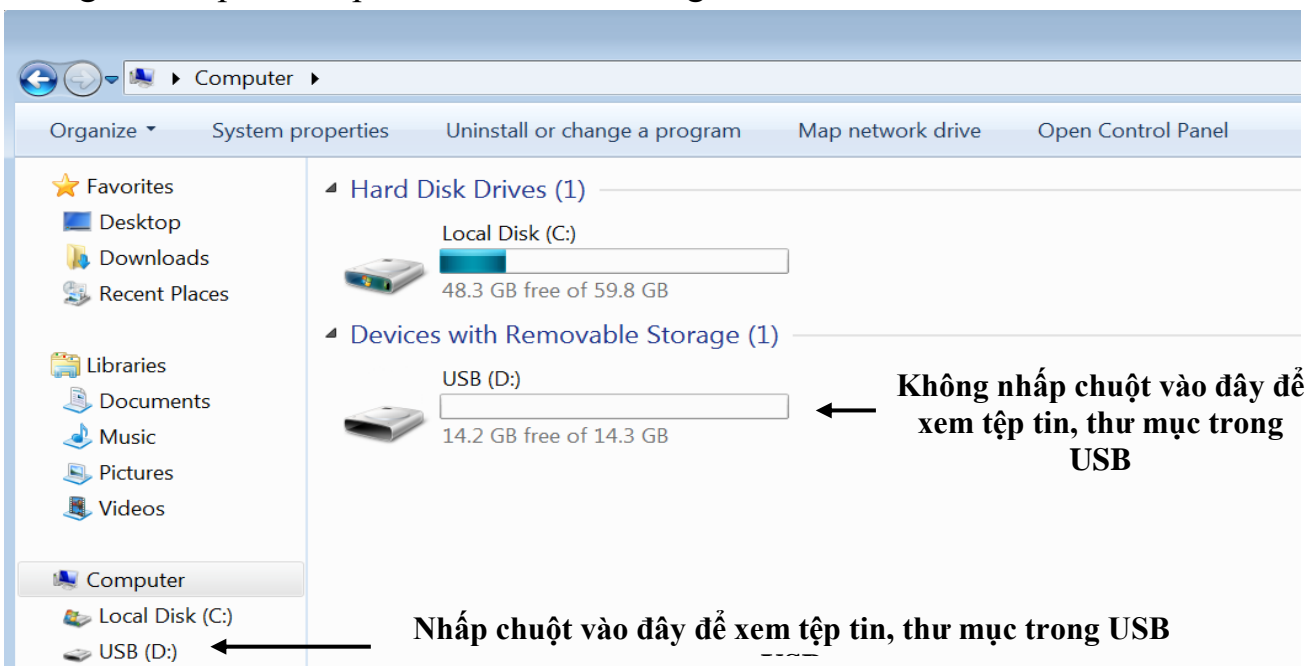 Computer
Organize
System properties
Uninstall or change a program
Map network drive
Open Control Panel
Favorites
Desktop
Downloads
Recent Places
Libraries
Documents
Music
Pictures
Videos
Computer
Local Disk (C:)
USB (D:)
Hard Disk Drives (1)
Local Disk (C:)
48.3 GB free of 59.8 GB
Devices with Removable Storage (1)
USB (D:)
14.2 GB free of 14.3 GB
Không nhấp chuột vào đây để
xem tệp tin, thư mục trong
USB
Nhấp chuột vào đây để xem tệp tin, thư mục trong USB